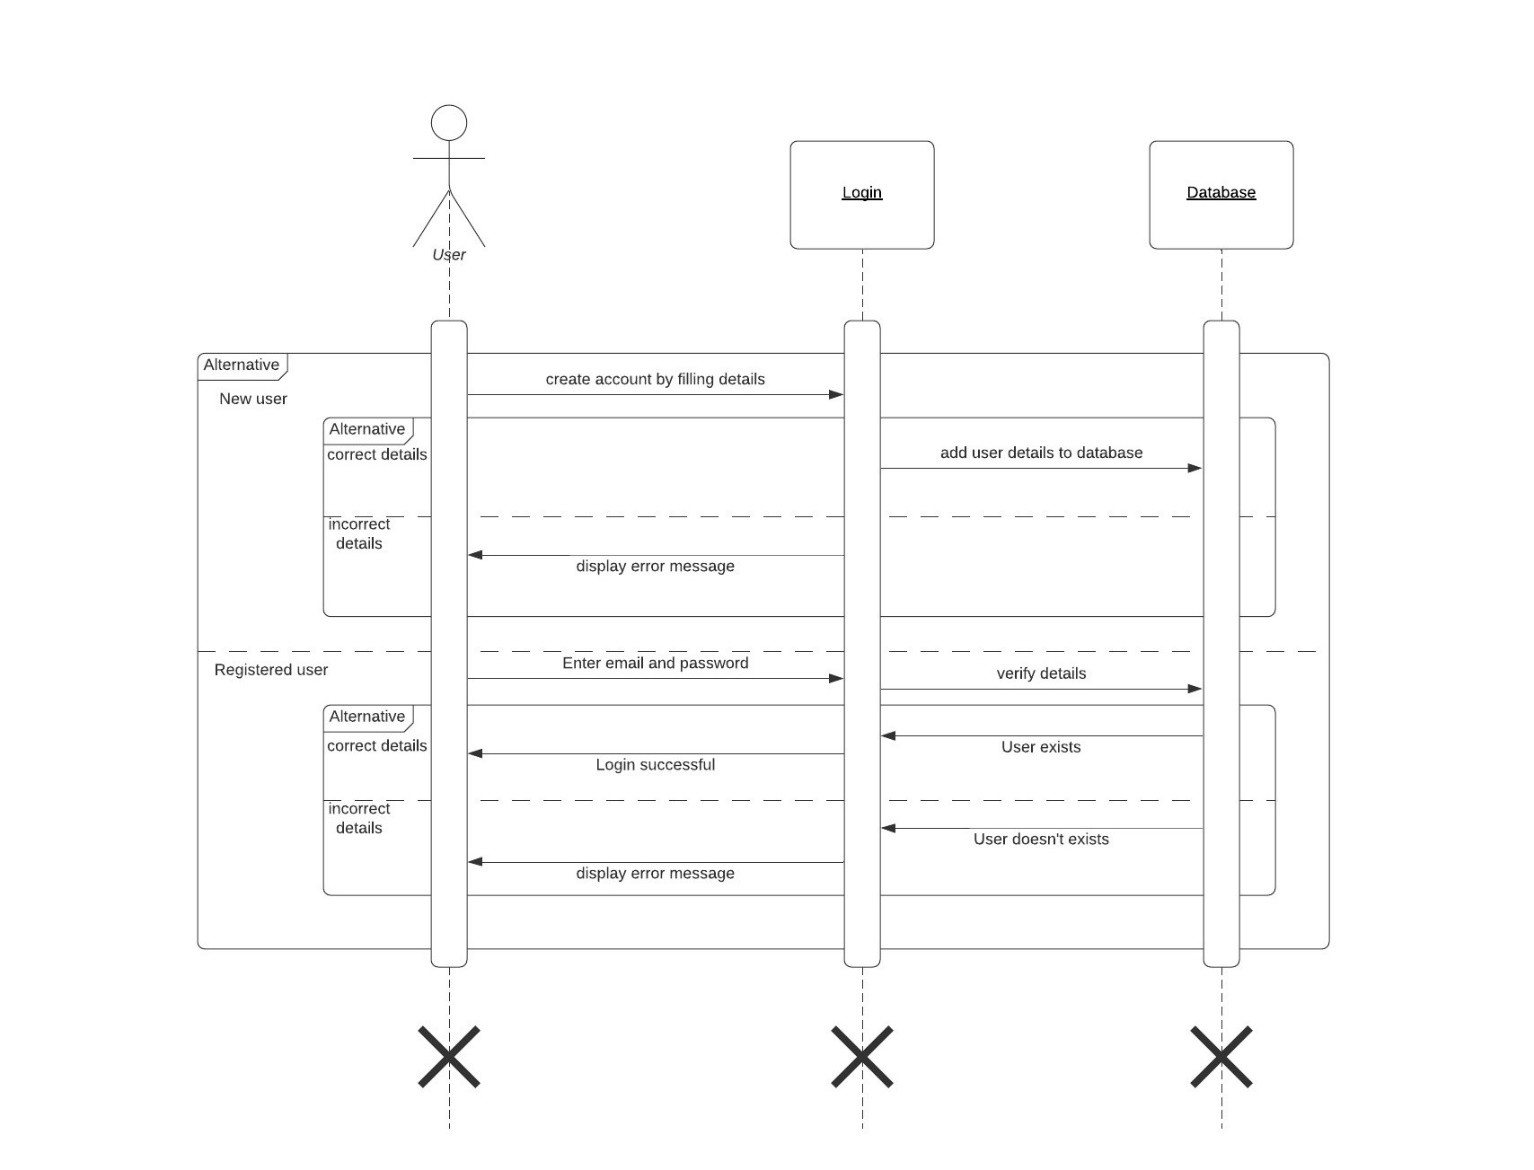 User
Login
Database
Alternative
create account by filling details
New user
Alternative
correct details
add user details to database
incorrect
details
display error message
Registered user
Enter email and password
verify details
Alternative
correct details
User exists
Login successful
incorrect
details
User doesn't exists
display error message